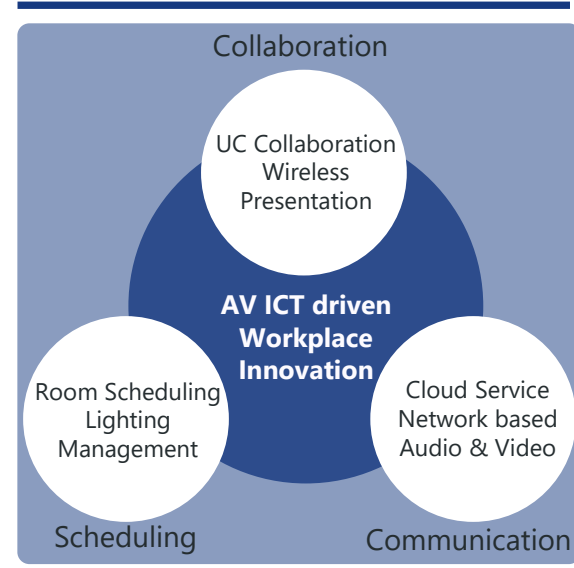 Collaboration
UC Collaboration
Wireless
Presentation
AV ICT driven
Workplace
Innovation
Room Scheduling
Lighting
Management
Cloud Service
Network based
Audio & Video
Scheduling
Communication